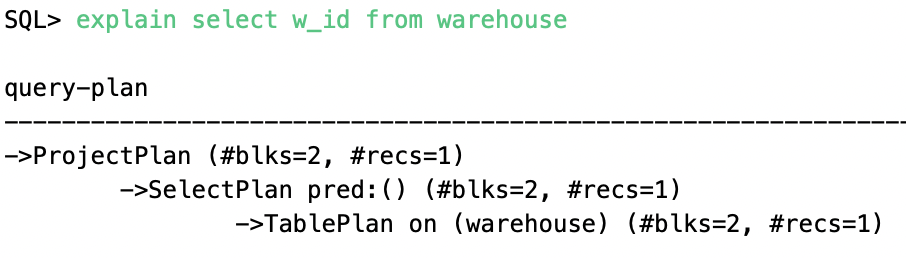 SQL> explain select w_id from warehouse
query-plan
----------------------------------------------------------------
->ProjectPlan (#blks=2, #recs=1)
->SelectPlan pred:() (#blks=2, #recs=1)
->TablePlan on (warehouse) (#blks=2, #recs=1)